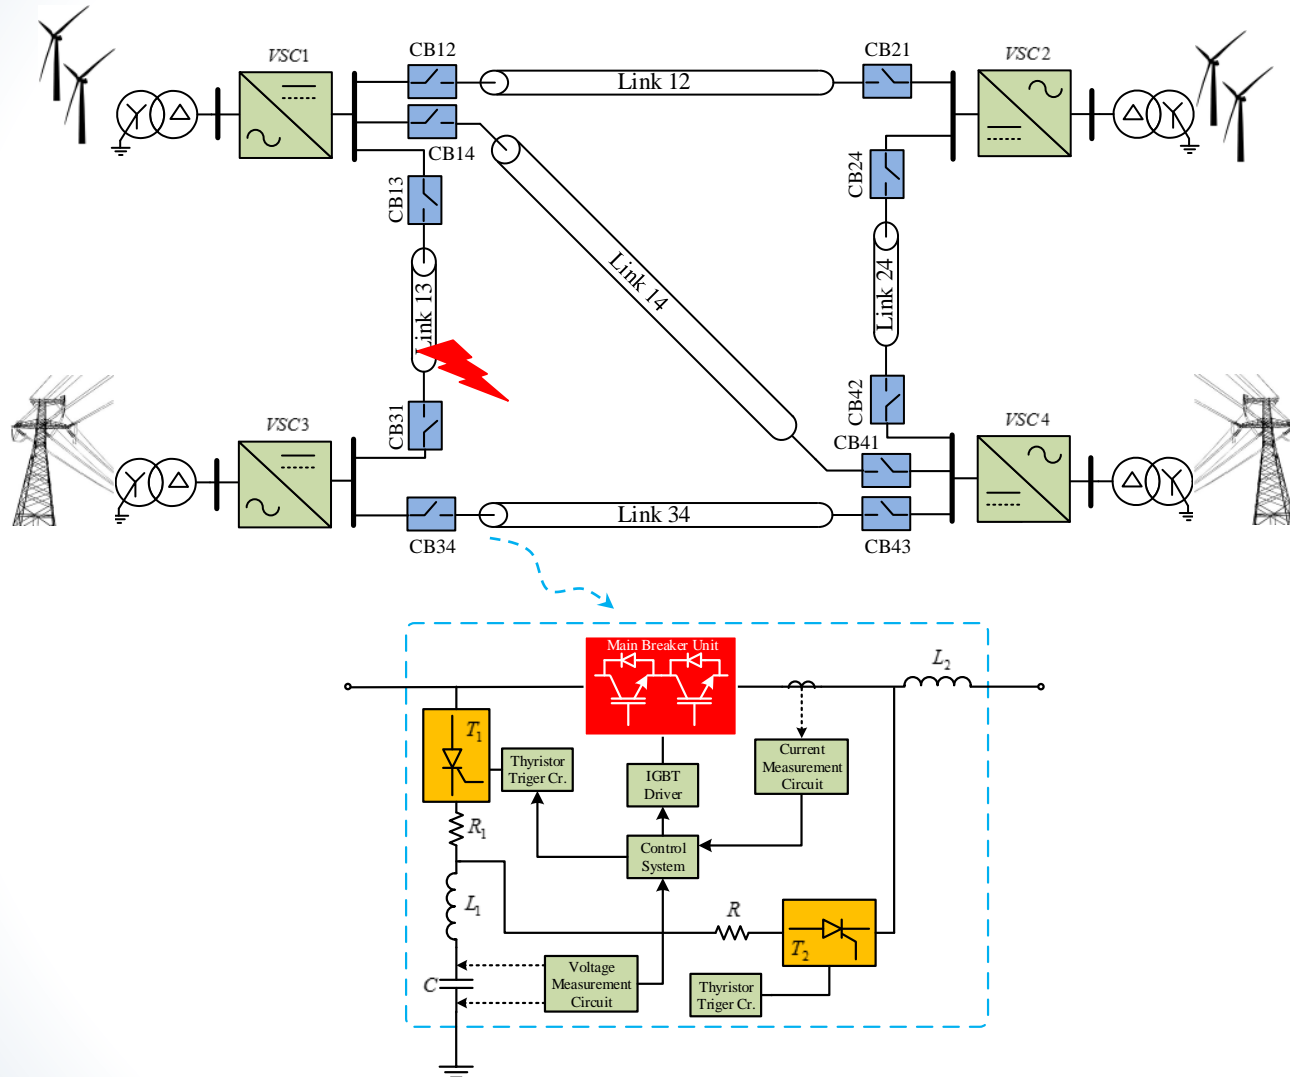 VSC1
CB12
Link 12
CB21
VSC2
CB14
CB13
CB24
Link 13
Link 14
Link 24
CB31
CB42
VSC3
VSC4
CB41
CB34
Link 34
CB43
Main Breaker Unit
L2
T1
Thyristor
Triger Cr.
IGBT
Driver
Current
Measurement
Circuit
R1
Control
System
L1
R
T2
C
Voltage
Measurement
Circuit
Thyristor
Triger Cr.